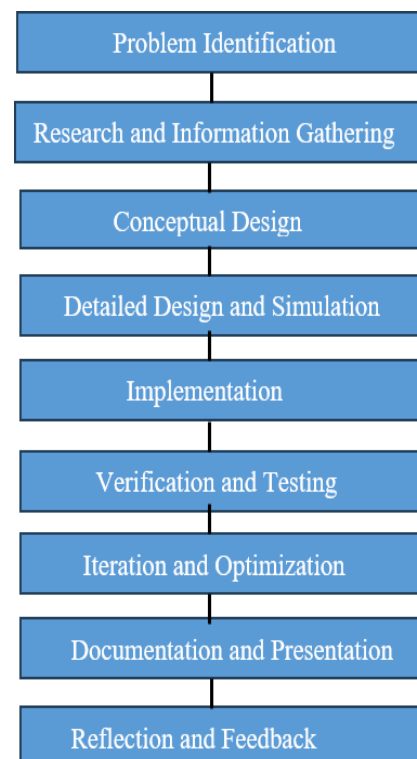 Problem Identification
Research and Information Gathering
Conceptual Design
Detailed Design and Simulation
Implementation
Verification and Testing
Iteration and Optimization
Documentation and Presentation
Reflection and Feedback